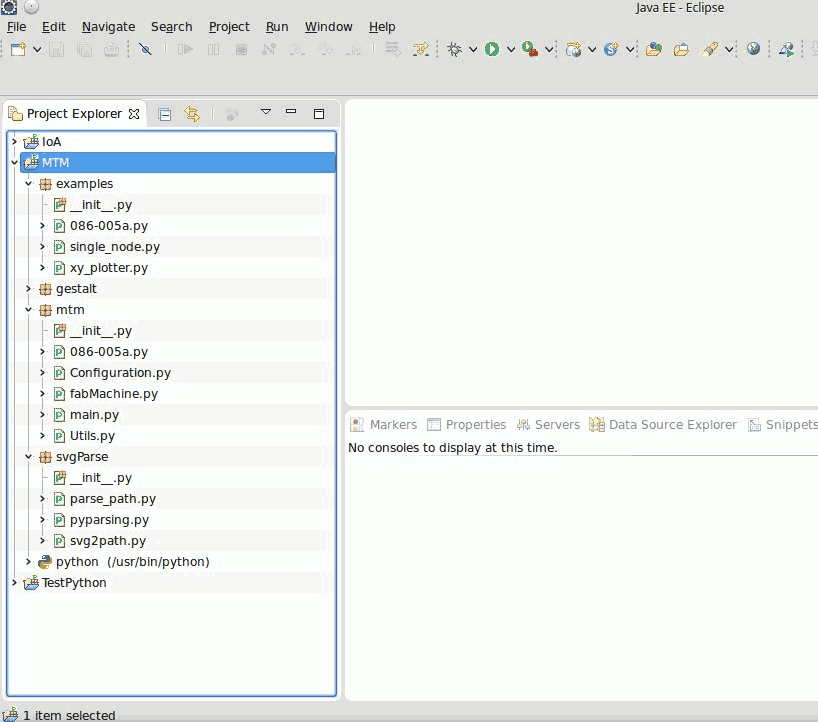 Java EE - Eclipse
File Edit Navigate Search Project Run Window Help
Project Explorer
IoA
MTM
examples
__init__.py
086-005a.py
single_node.py
xy_plotter.py
gestalt
mtm
__init__.py
086-005a.py
Configuration.py
fabMachine.py
main.py
Utils.py
svgParse
__init__.py
parse_path.py
pyparsing.py
svg2path.py
python (/usr/bin/python)
TestPython
Markers Properties Servers Data Source Explorer Snippets
No consoles to display at this time.
1 item selected